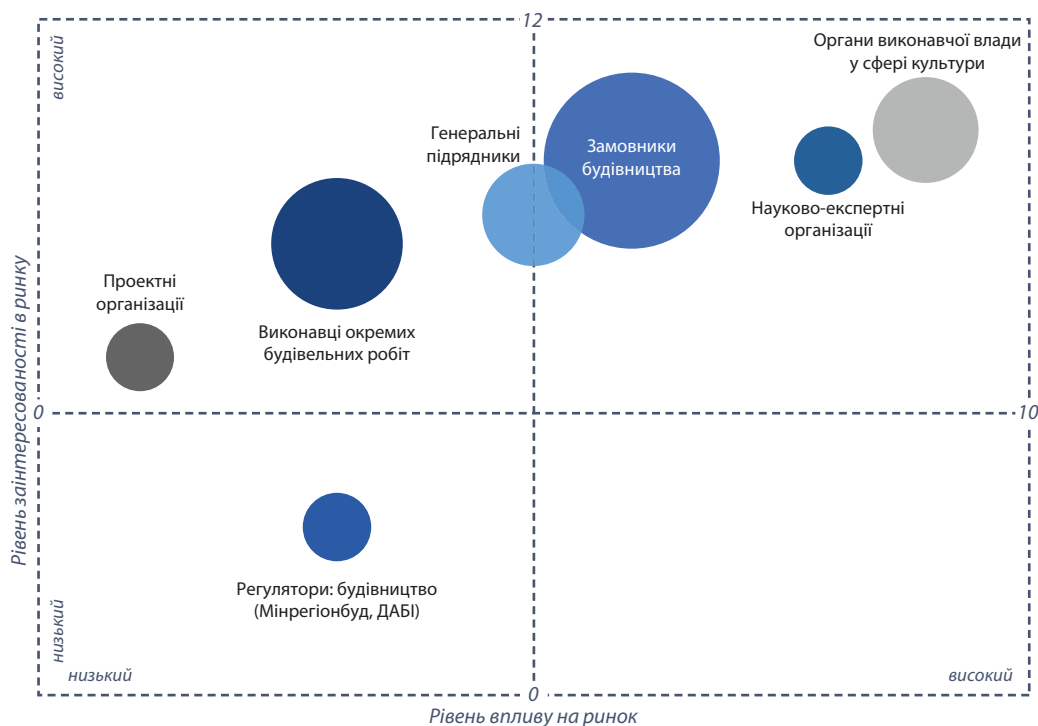 12
високий
Органи виконавчої влади
у сфері культури
Генеральні
підрядники
Замовники
будівництва
Науково-експертні
організації
Проектні
організації
Виконавці окремих
будівельних робіт
Рівень заінтересованості в ринку
0
10
Регулятори: будівництво
(Мінрегіонбуд, ДАБІ)
низький
низький
високий
0
Рівень впливу на ринок